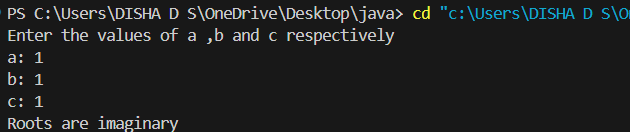 PS C:\Users\DISHA D S\OneDrive\Desktop\java> cd "c:\Users\DISHA D S\O
Enter the values of a ,b and c respectively
a: 1
b: 1
c: 1
Roots are imaginary